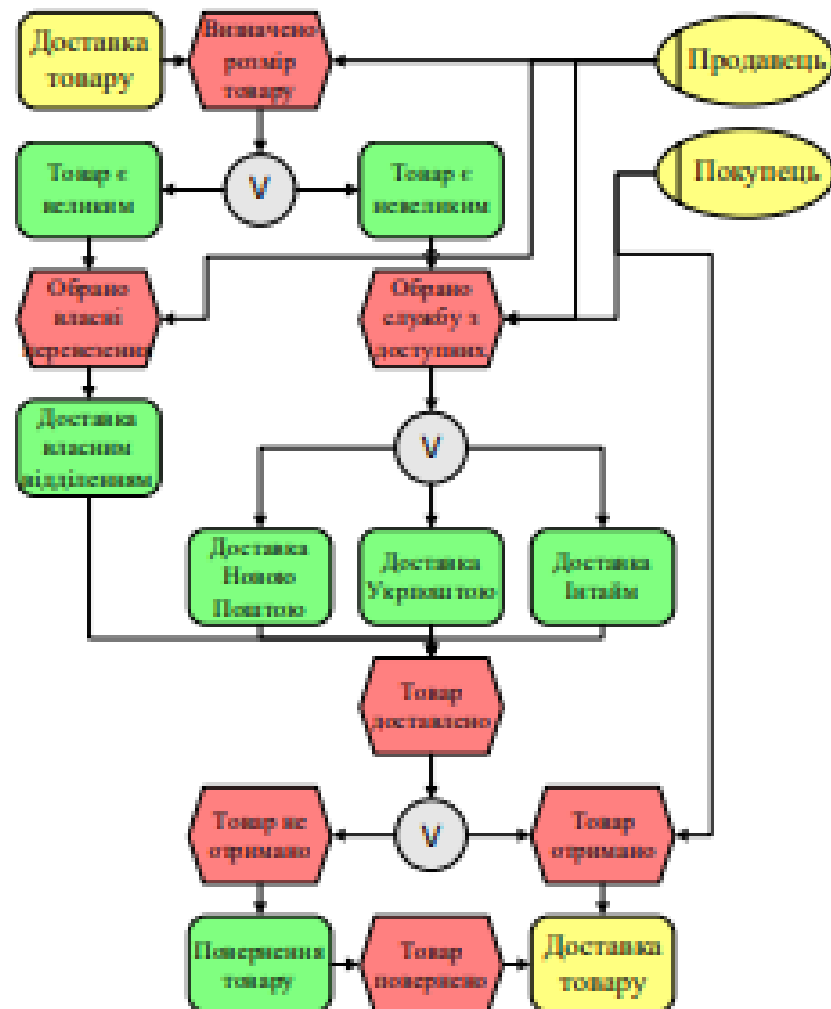 Доставка
товару
Визначено
розмір
товару
Продавець
Покупець
Товар є
великим
V
Товар є
невеликим
Обрано
власні
перевезення
Обрано
службу з
доступних
Доставка
власним
відділенням
V
Доставка
Новою
Поштою
Доставка
Укрпоштою
Доставка
Інтайм
Товар
доставлено
Товар не
отримано
V
Товар
отримано
Повернення
товару
Товар
повернено
Доставка
товару